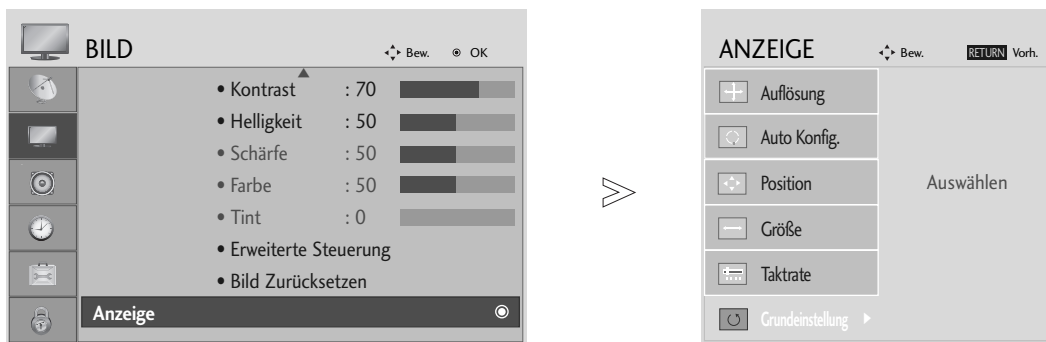 BILD
Bew. OK
• Kontrast : 70
• Helligkeit : 50
• Schärfe : 50
• Farbe : 50
• Tint : 0
• Erweiterte Steuerung
• Bild Zurücksetzen
Anzeige
ANZEIGE
Bew. RETURN Vorh.
Auflösung
Auto Konfig.
Position
Größe
Taktrate
Grundeinstellung
Auswählen